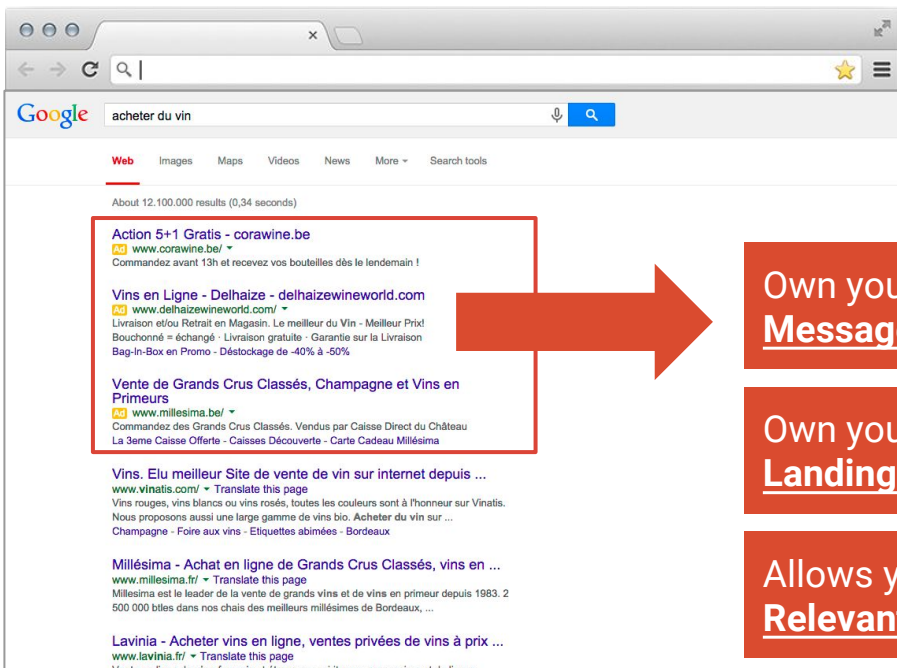 Google
acheter du vin
Web Images Maps Videos News More Search tools
About 12.100.000 results (0,34 seconds)
Action 5+1 Gratis - corawine.be
Ad www.corawine.be/
Commandez avant 13h et recevez vos bouteilles dès le lendemain !
Vins en Ligne - Delhaize - delhaizewineworld.com
Ad www.delhaizewineworld.com/
Livraison et/ou Retrait en Magasin. Le meilleur du Vin - Meilleur Prix!
Bouchonné = échangé · Livraison gratuite · Garantie sur la Livraison
Bag-In-Box en Promo - Déstockage de -40% à -50%
Vente de Grands Crus Classés, Champagne et Vins en
Primeurs
Ad www.millesima.be/
Commandez des Grands Crus Classés. Vendus par Caisse Direct du Château
La 3eme Caisse Offerte - Caisses Découverte - Carte Cadeau Millésima
Vins. Elu meilleur Site de vente de vin sur internet depuis ...
www.vinatis.com/ Translate this page
Vins rouges, vins blancs ou vins rosés, toutes les couleurs sont à l'honneur sur Vinatis.
Nous proposons aussi une large gamme de vins bio. Acheter du vin sur ...
Champagne - Foire aux vins - Etiquettes abimées - Bordeaux
Millésima - Achat en ligne de Grands Crus Classés, vins en ...
www.millesima.fr/ Translate this page
Millesima est le leader de la vente de grands vins et de vins en primeur depuis 1983. 2
500 000 btles dans nos chais des meilleurs millésimes de Bordeaux, ...
Lavinia - Acheter vins en ligne, ventes privées de vins à prix ...
www.lavinia.fr/ Translate this page
Own you
Messag
Own you
Landing
Allows y
Relevan